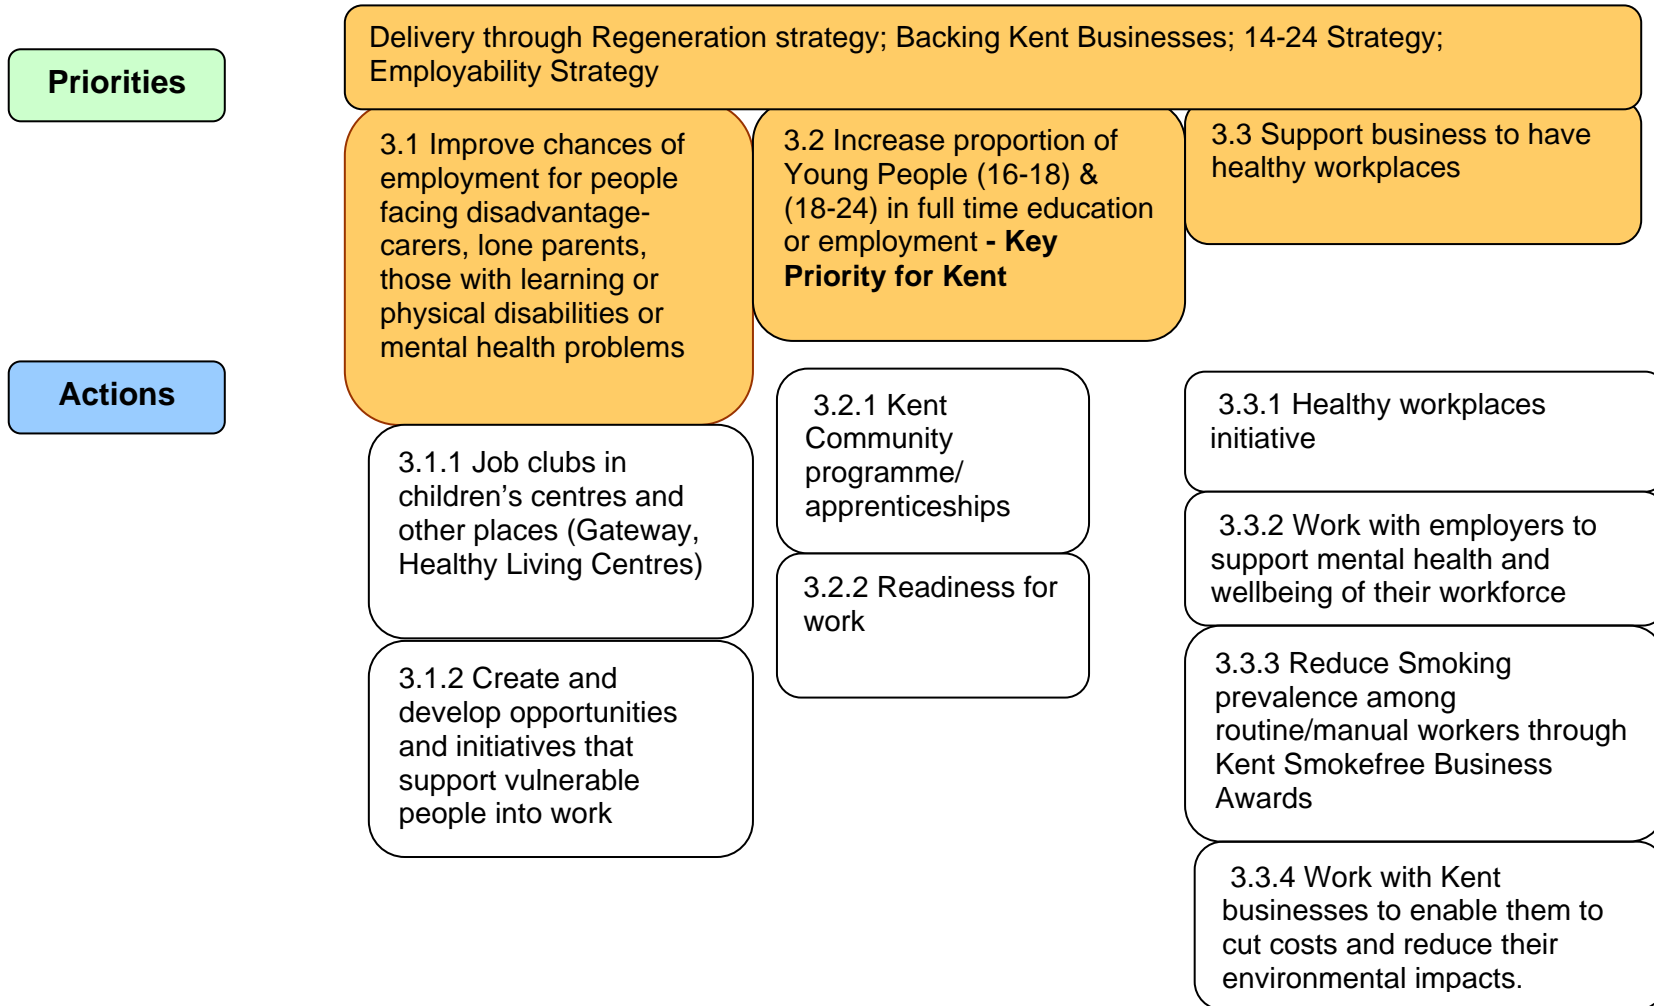 Priorities
Delivery through Regeneration strategy; Backing Kent Businesses; 14-24 Strategy;
Employability Strategy
3.1 Improve chances of
employment for people
facing disadvantage-
carers, lone parents,
those with learning or
physical disabilities or
mental health problems
3.2 Increase proportion of
Young People (16-18) &
(18-24) in full time education
or employment - Key
Priority for Kent
3.3 Support business to have
healthy workplaces
Actions
3.1.1 Job clubs in
children’s centres and
other places (Gateway,
Healthy Living Centres)
3.1.2 Create and
develop opportunities
and initiatives that
support vulnerable
people into work
3.2.1 Kent
Community
programme/
apprenticeships
3.2.2 Readiness for
work
3.3.1 Healthy workplaces
initiative
3.3.2 Work with employers to
support mental health and
wellbeing of their workforce
3.3.3 Reduce Smoking
prevalence among
routine/manual workers through
Kent Smokefree Business
Awards
3.3.4 Work with Kent
businesses to enable them to
cut costs and reduce their
environmental impacts.